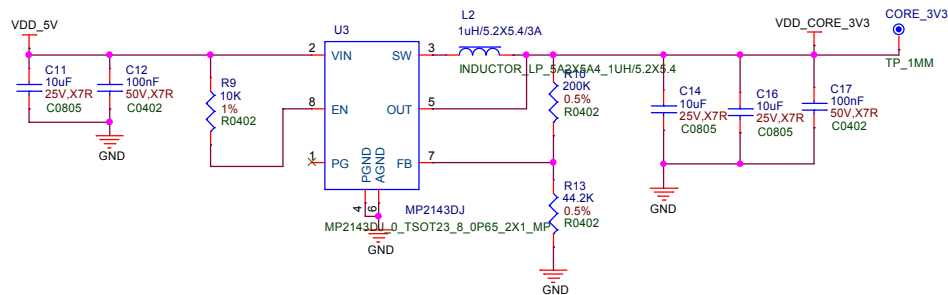 VDD_5V
C11
10uF
25V,X7R
C0805
C12
100nF
50V,X7R
C0402
GND
R9
10K
1%
R0402
U3
2
VIN
8
EN
1
PG
PGND
AGND
4
6
SW
3
OUT
5
FB
7
MP2143DJ
MP2143DJ_0_TSOT23_8_0P65_2X1_MP
GND
L2
1uH/5.2X5.4/3A
INDUCTOR_LP_5A2X5A4_1UH/5.2X5.4
R10
200K
0.5%
R0402
R13
44.2K
0.5%
R0402
GND
C14
10uF
25V,X7R
C0805
C16
10uF
25V,X7R
C0805
C17
100nF
50V,X7R
C0402
GND
VDD_CORE_3V3
CORE_3V3
TP_1MM